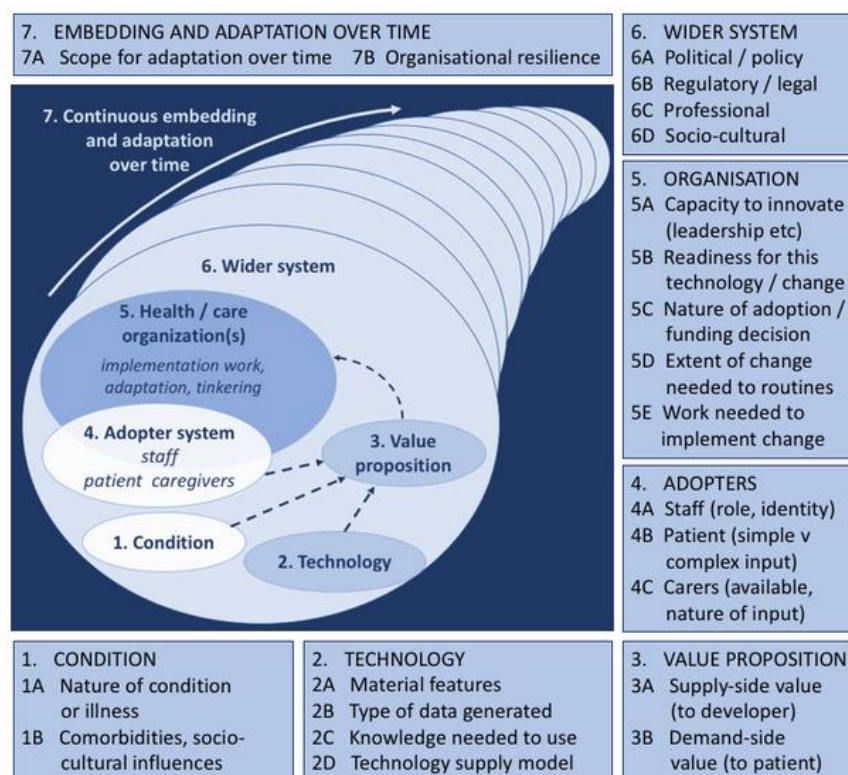 7. EMBEDDING AND ADAPTATION OVER TIME
7A Scope for adaptation over time 7B Organisational resilience
7. Continuous embedding
and adaptation
over time
6. Wider system
5. Health / care
organization(s)
implementation work,
adaptation, tinkering
4. Adopter system
staff
patient caregivers
3. Value
proposition
1. Condition
2. Technology
6. WIDER SYSTEM
6A Political / policy
6B Regulatory / legal
6C Professional
6D Socio-cultural
5. ORGANISATION
5A Capacity to innovate
(leadership etc)
5B Readiness for this
technology / change
5C Nature of adoption /
funding decision
5D Extent of change
needed to routines
5E Work needed to
implement change
4. ADOPTERS
4A Staff (role, identity)
4B Patient (simple v
complex input)
4C Carers (available,
nature of input)
1. CONDITION
1A Nature of condition
or illness
1B Comorbidities, socio-
cultural influences
2. TECHNOLOGY
2A Material features
2B Type of data generated
2C Knowledge needed to use
2D Technology supply model
3. VALUE PROPOSITION
3A Supply-side value
(to developer)
3B Demand-side
value (to patient)